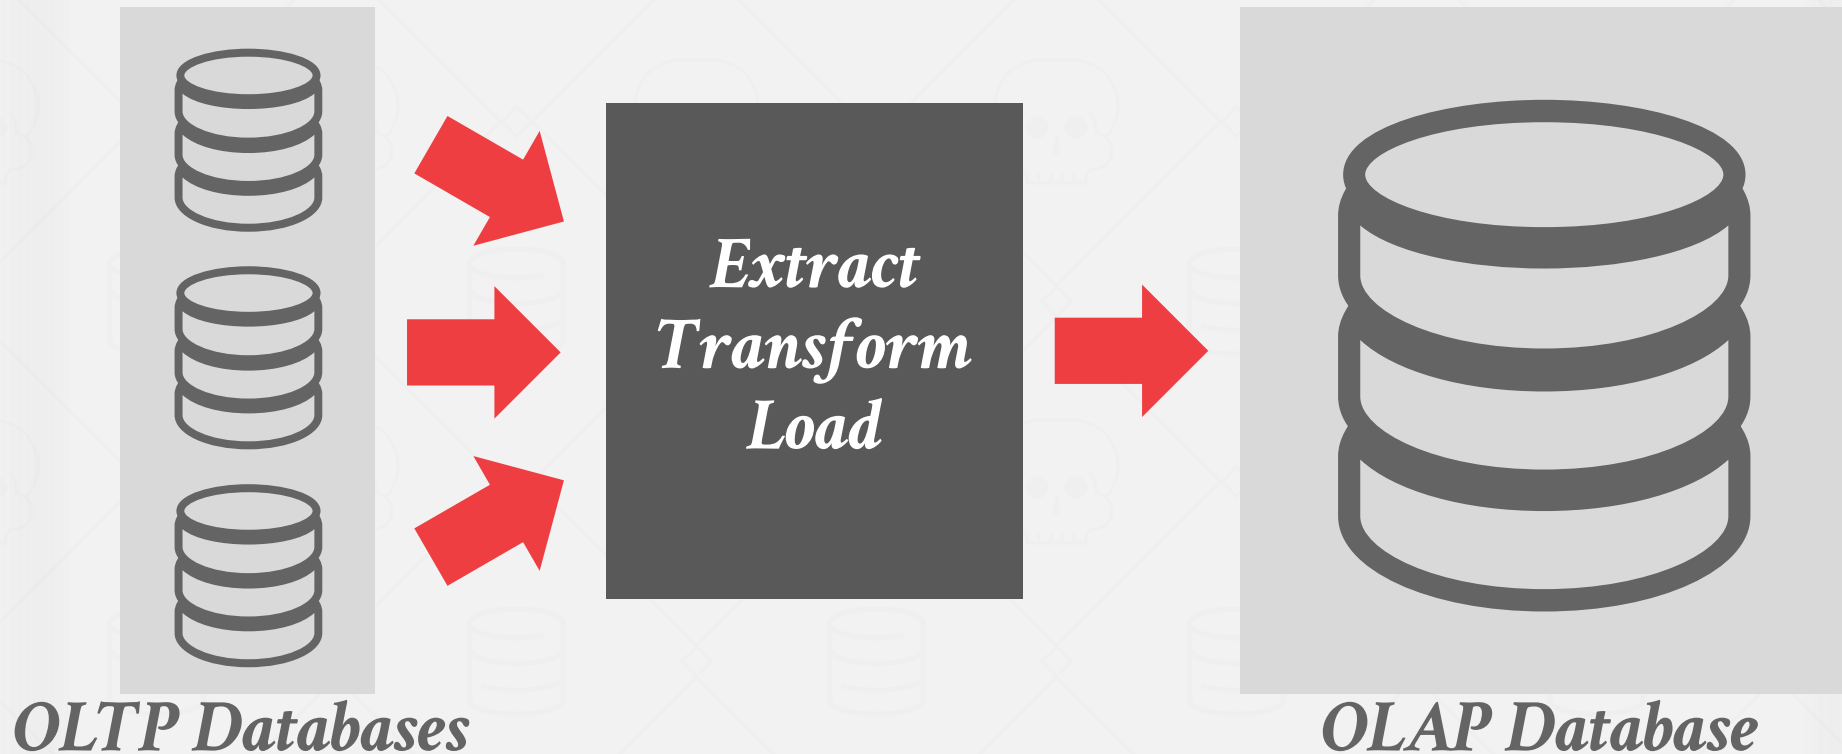 Extract
Transform
Load
OLTP Databases
OLAP Database